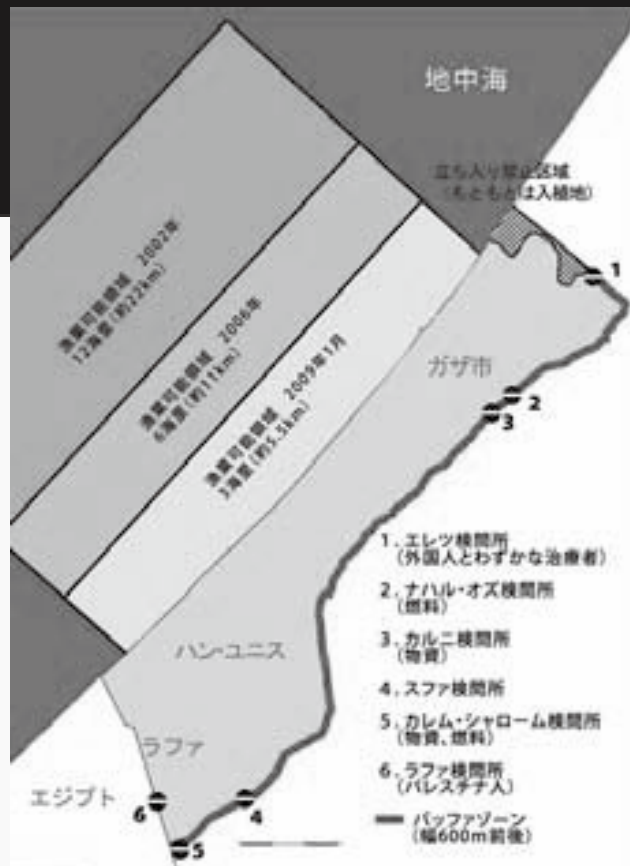 地中海
立ち入り禁止区域
(もともとは入植地)
漁業可能領域 2002年
12海里(約22km)
漁業可能領域 2006年
6海里(約11km)
漁業可能領域 2009年1月
3海里(約5.5km)
1
ガザ市
2
3
1.エレツ検問所
(外国人とわずかな治療者)
2.ナハル・オズ検問所
(燃料)
3.カルニ検問所
(物資)
4.スファ検問所
5.カレム・シャローム検問所
(物資、燃料)
6.ラファ検問所
(パレスチナ人)
バッファゾーン
(幅600m前後)
ハン・ユニス
ラファ
エジプト
6
4
5